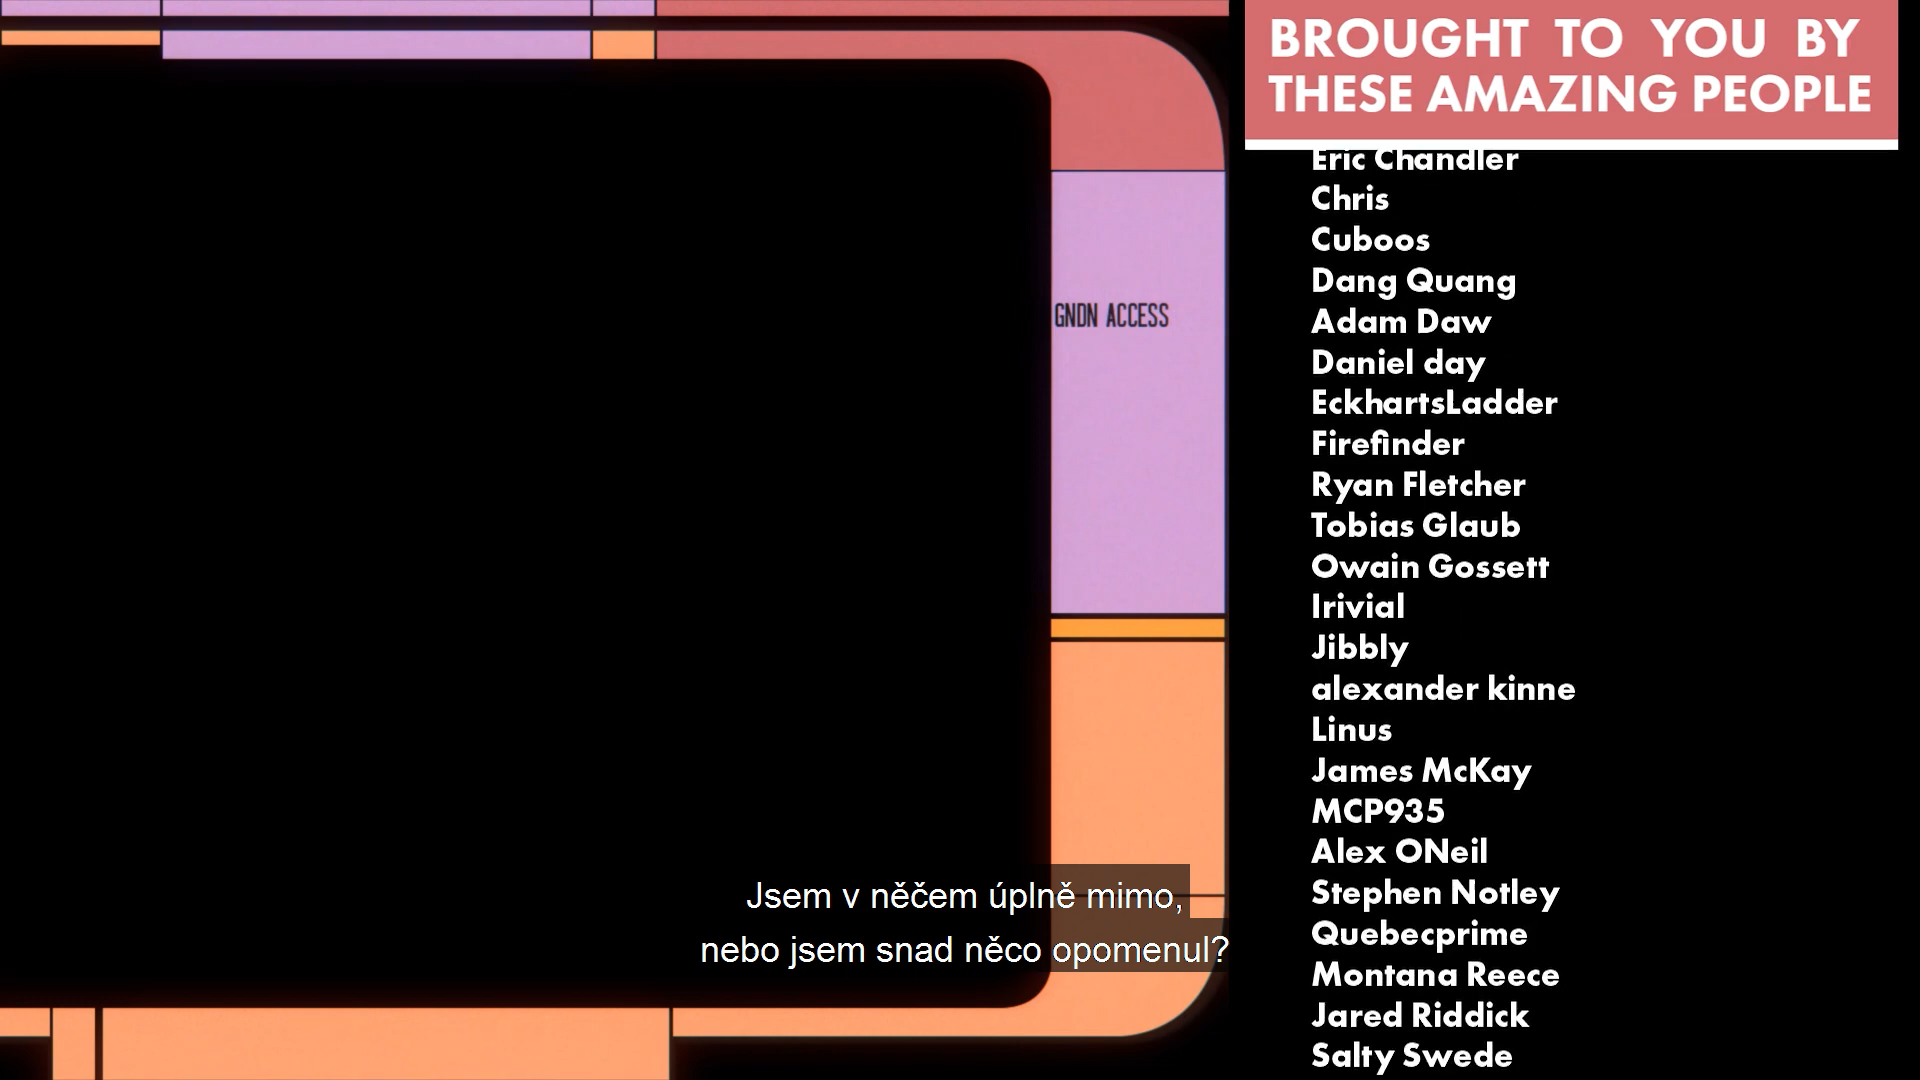 BROUGHT TO YOU BY
THESE AMAZING PEOPLE
Eric Chandler
Chris
Cuboos
Dang Quang
Adam Daw
Daniel day
EckhartsLadder
Firefinder
Ryan Fletcher
Tobias Glaub
Owain Gossett
Irivial
Jibbly
alexander kinne
Linus
James McKay
MCP935
Alex ONeil
Stephen Notley
Quebecprime
Montana Reece
Jared Riddick
Salty Swede
GNDN ACCESS
Jsem v něčem úplně mimo,
nebo jsem snad něco opomenul?